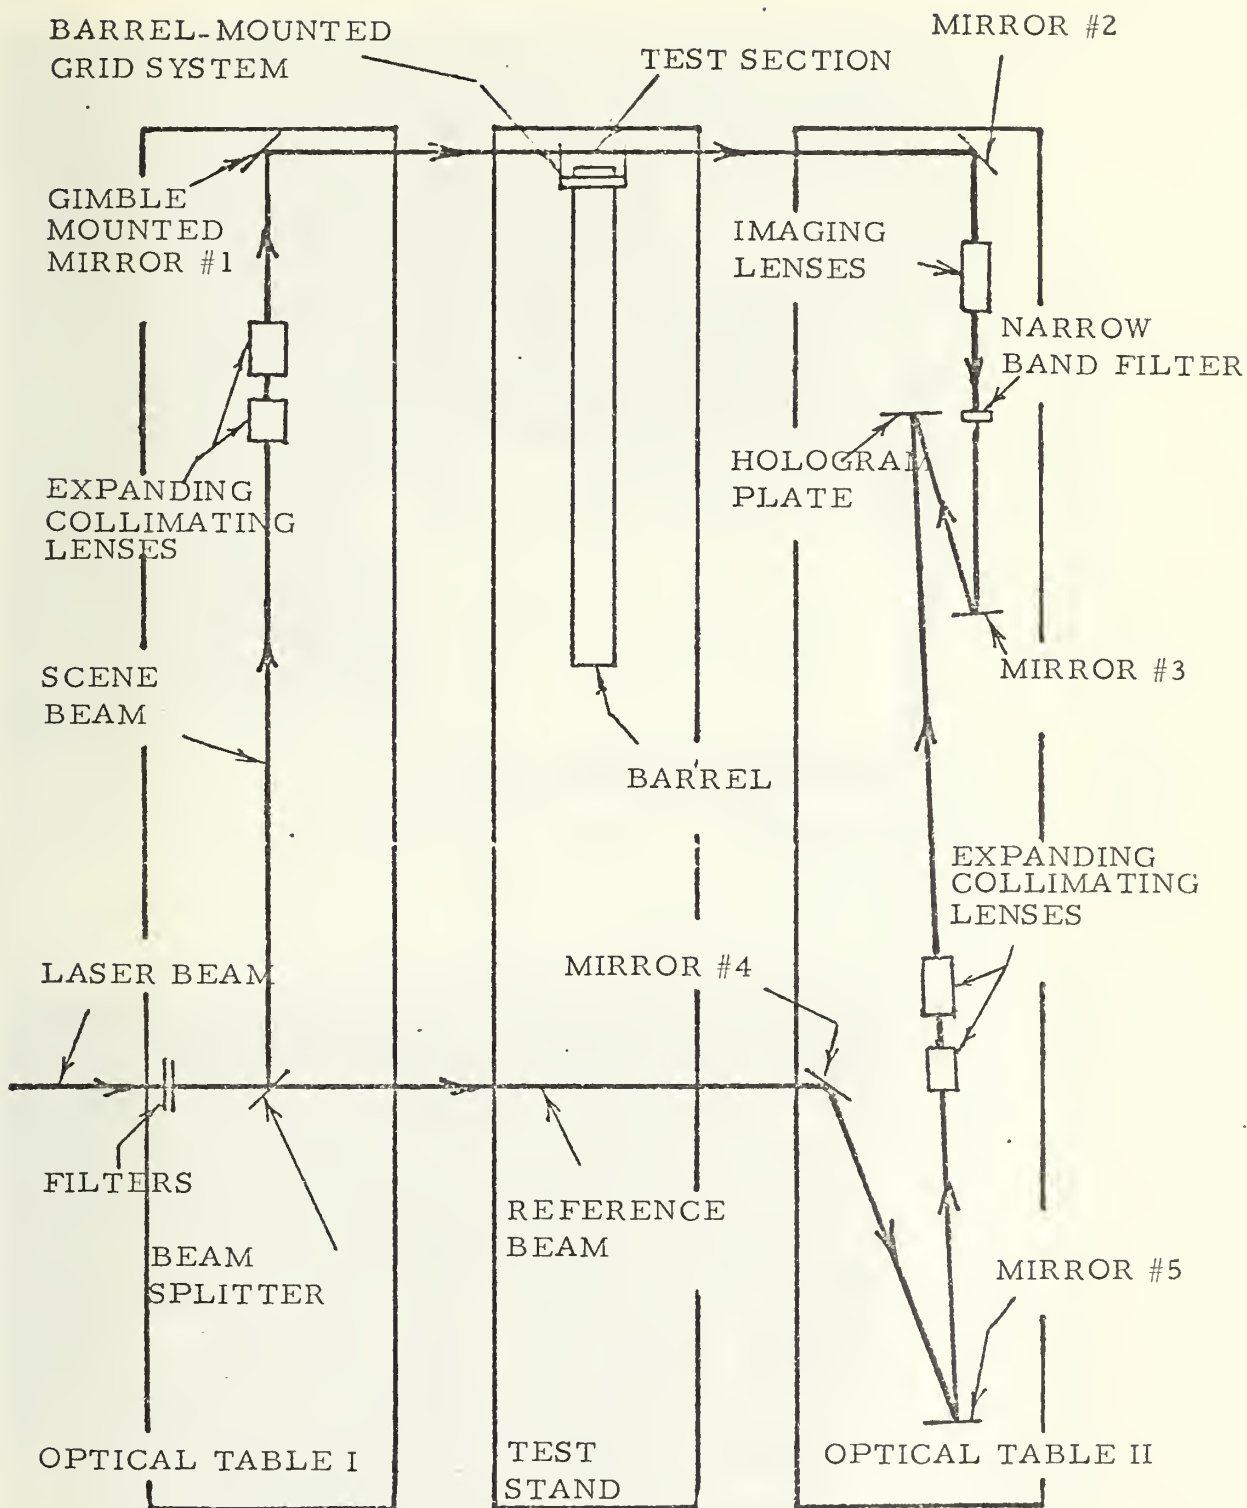 BARREL-MOUNTED
GRID SYSTEM
TEST SECTION
MIRROR #2
GIMBLE
MOUNTED
MIRROR #1
IMAGING
LENSES
NARROW
BAND FILTER
HOLOGRAM
PLATE
EXPANDING
COLLIMATING
LENSES
MIRROR #3
SCENE
BEAM
BARREL
EXPANDING
COLLIMATING
LENSES
LASER BEAM
MIRROR #4
FILTERS
REFERENCE
BEAM
BEAM
SPLITTER
MIRROR #5
OPTICAL TABLE I
TEST
STAND
OPTICAL TABLE II